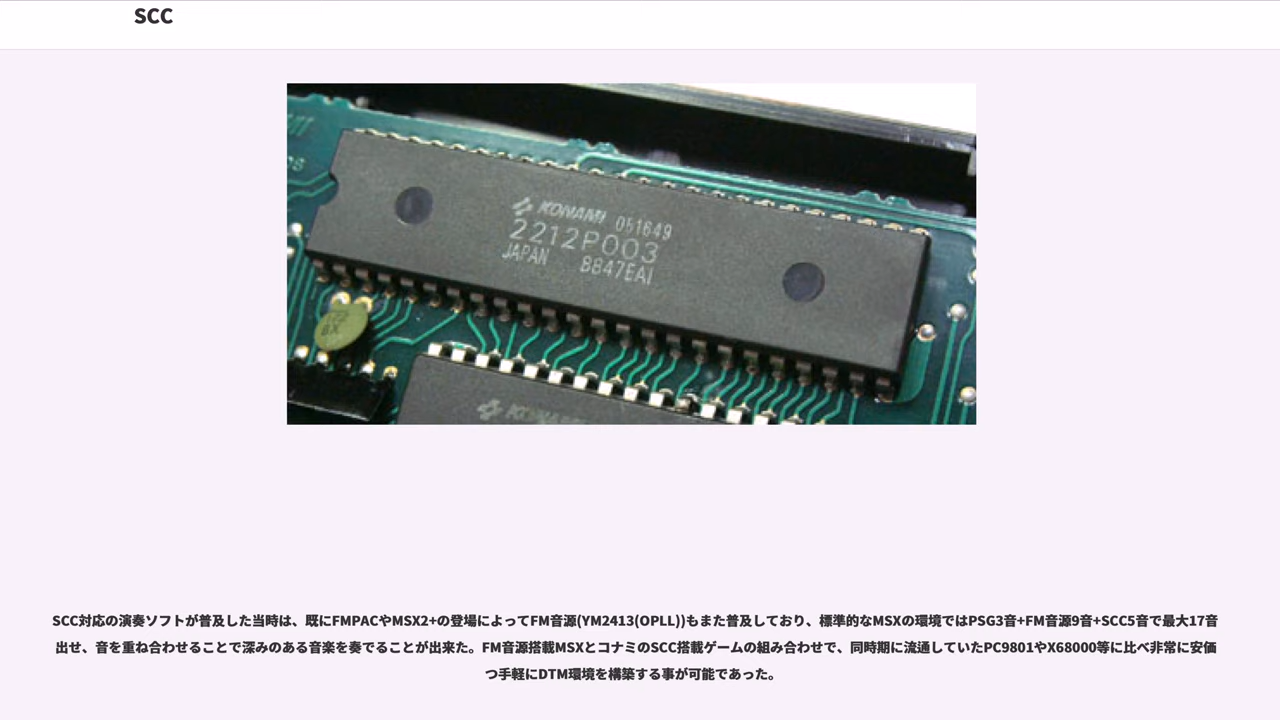 SCC
KONAMI 051649
2212P003
JAPAN 8847EAI
KONAMI
SCC対応の演奏ソフトが普及した当時は、既にFMPACやMSX2+の登場によってFM音源(YM2413(OPLL))もまた普及しており、標準的なMSXの環境ではPSG3音+FM音源9音+SCC5音で最大17音
出せ、音を重ね合わせることで深みのある音楽を奏でることが出来た。FM音源搭載MSXとコナミのSCC搭載ゲームの組み合わせで、同時期に流通していたPC9801やX68000等に比べ非常に安価
つ手軽にDTM環境を構築する事が可能であった。